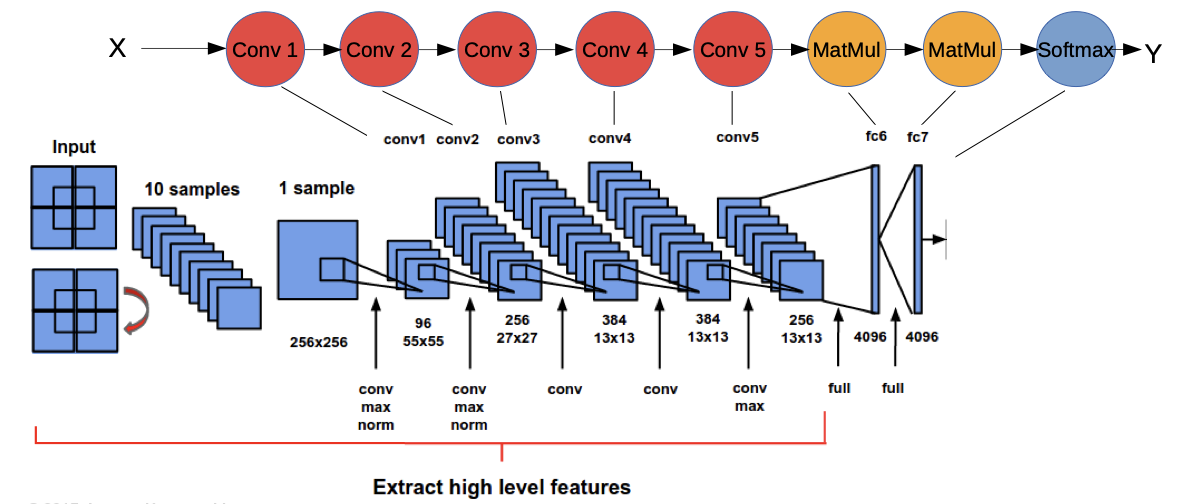 X
Conv 1
Conv 2
Conv 3
Conv 4
Conv 5
MatMul
MatMul
Softmax
Y
conv1
conv2
conv3
conv4
conv5
fc6
fc7
Input
10 samples
1 sample
256x256
96
55x55
256
27x27
384
13x13
384
13x13
256
13x13
4096
4096
conv
max
norm
conv
max
norm
conv
conv
conv
max
full
full
Extract high level features